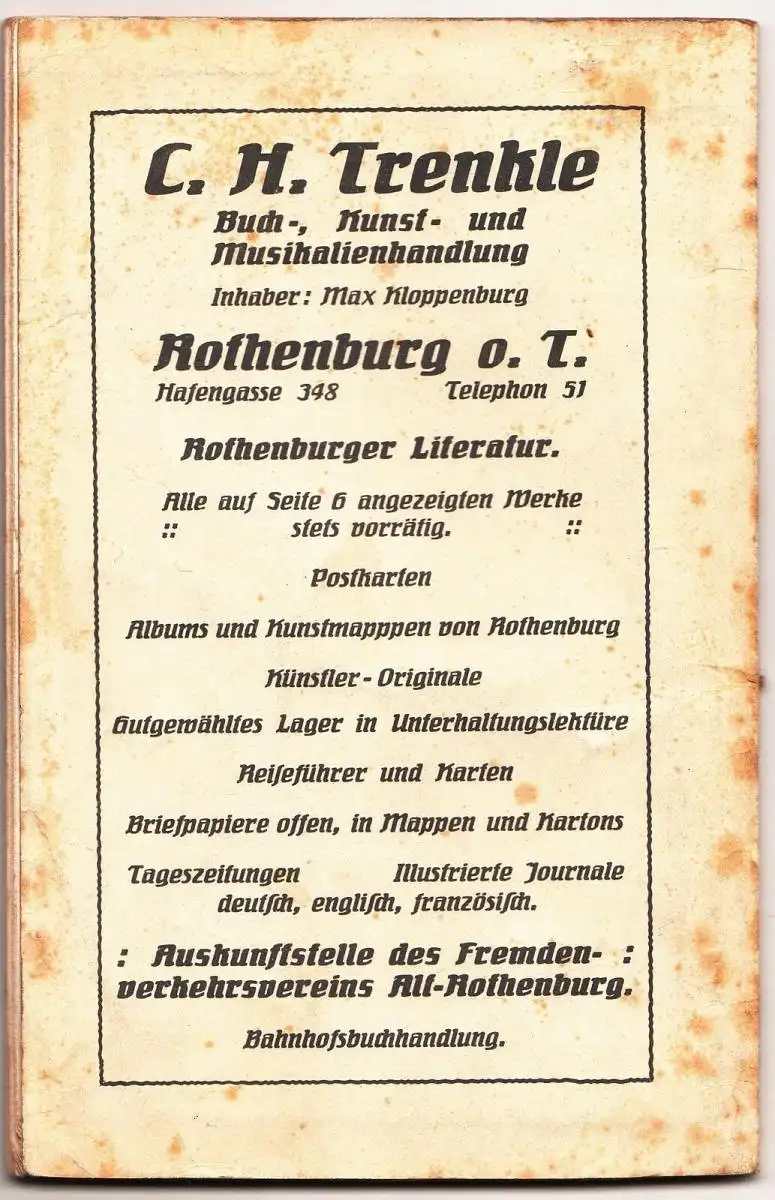 C. H. Trenkle
Buch-, Kunst- und
Musikalienhandlung
Inhaber: Max Kloppenburg
Rothenburg o. T.
Hafengasse 348 Telephon 51
Rothenburger Literatur.
Alle auf Seite 6 angezeigten Werke
:: stets vorrätig. ::
Postkarten
Albums und Kunstmapppen von Rothenburg
Künstler-Originale
Gutgewähltes Lager in Unterhaltungslektüre
Reiseführer und Karten
Briefpapiere offen, in Mappen und Kartons
Tageszeitungen Illustrierte Journale
deutsch, englisch, französisch.
: Auskunftstelle des Fremden- :
verkehrsvereins Alt-Rothenburg.
Bahnhofsbuchhandlung.